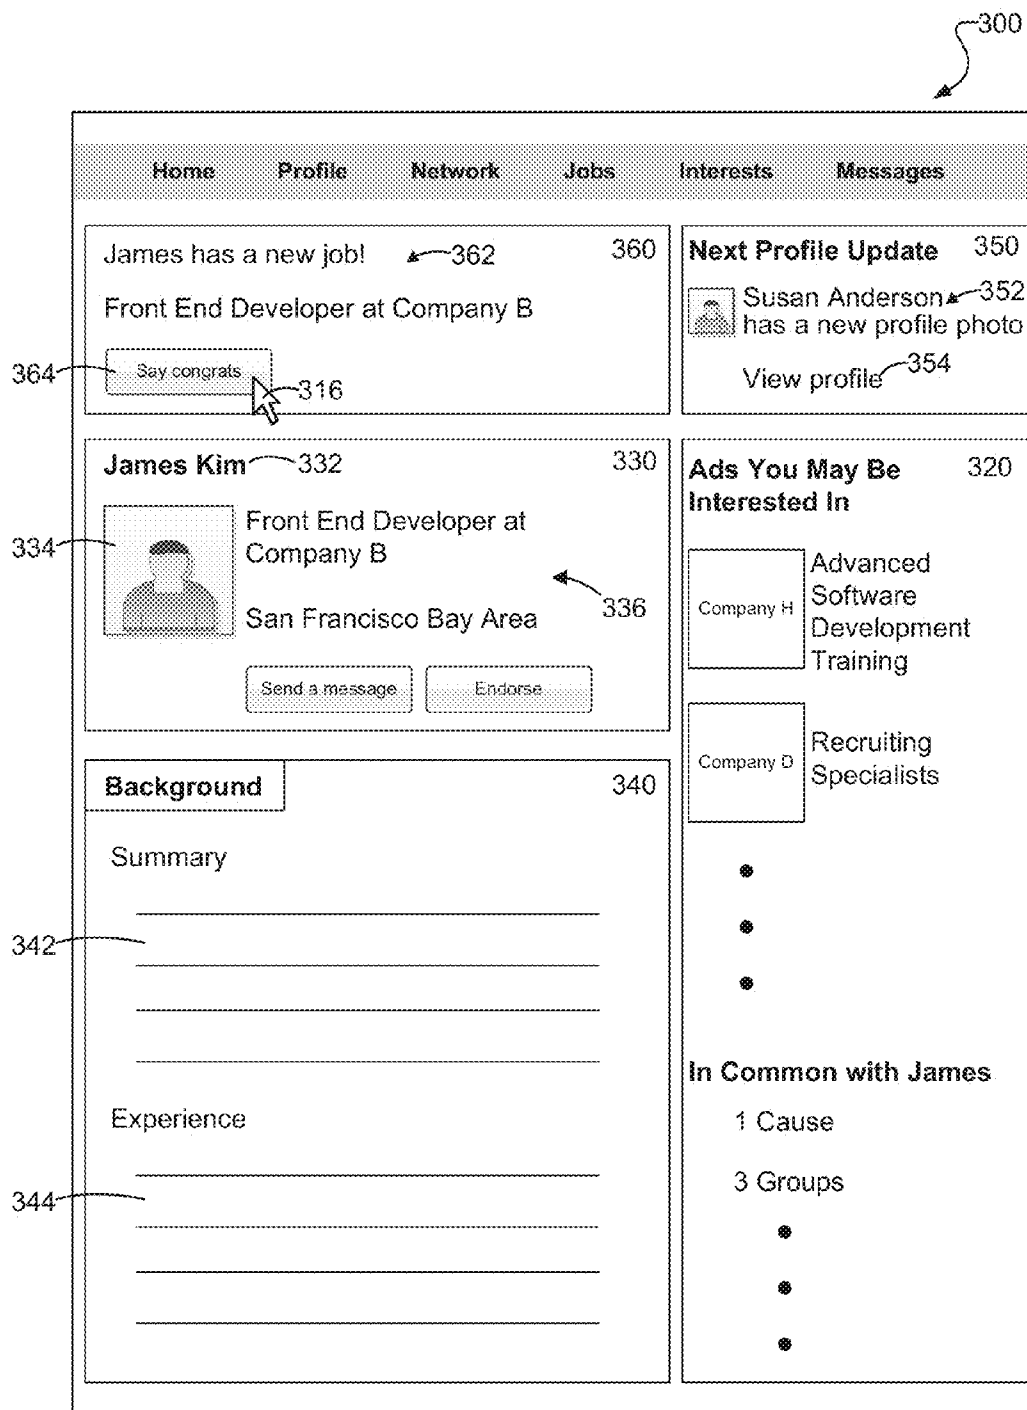 300
Home Profile Network Jobs Interests Messages
James has a new job! 362 360
Front End Developer at Company B
364 Say congrats
316
Next Profile Update 350
Susan Anderson 352
has a new profile photo
View profile 354
James Kim 332 330
334
Front End Developer at
Company B
336
San Francisco Bay Area
Send a message Endorse
Background 340
Summary
342
Experience
344
Ads You May Be 320
Interested In
Company H
Advanced
Software
Development
Training
Company D
Recruiting
Specialists
In Common with James
1 Cause
3 Groups